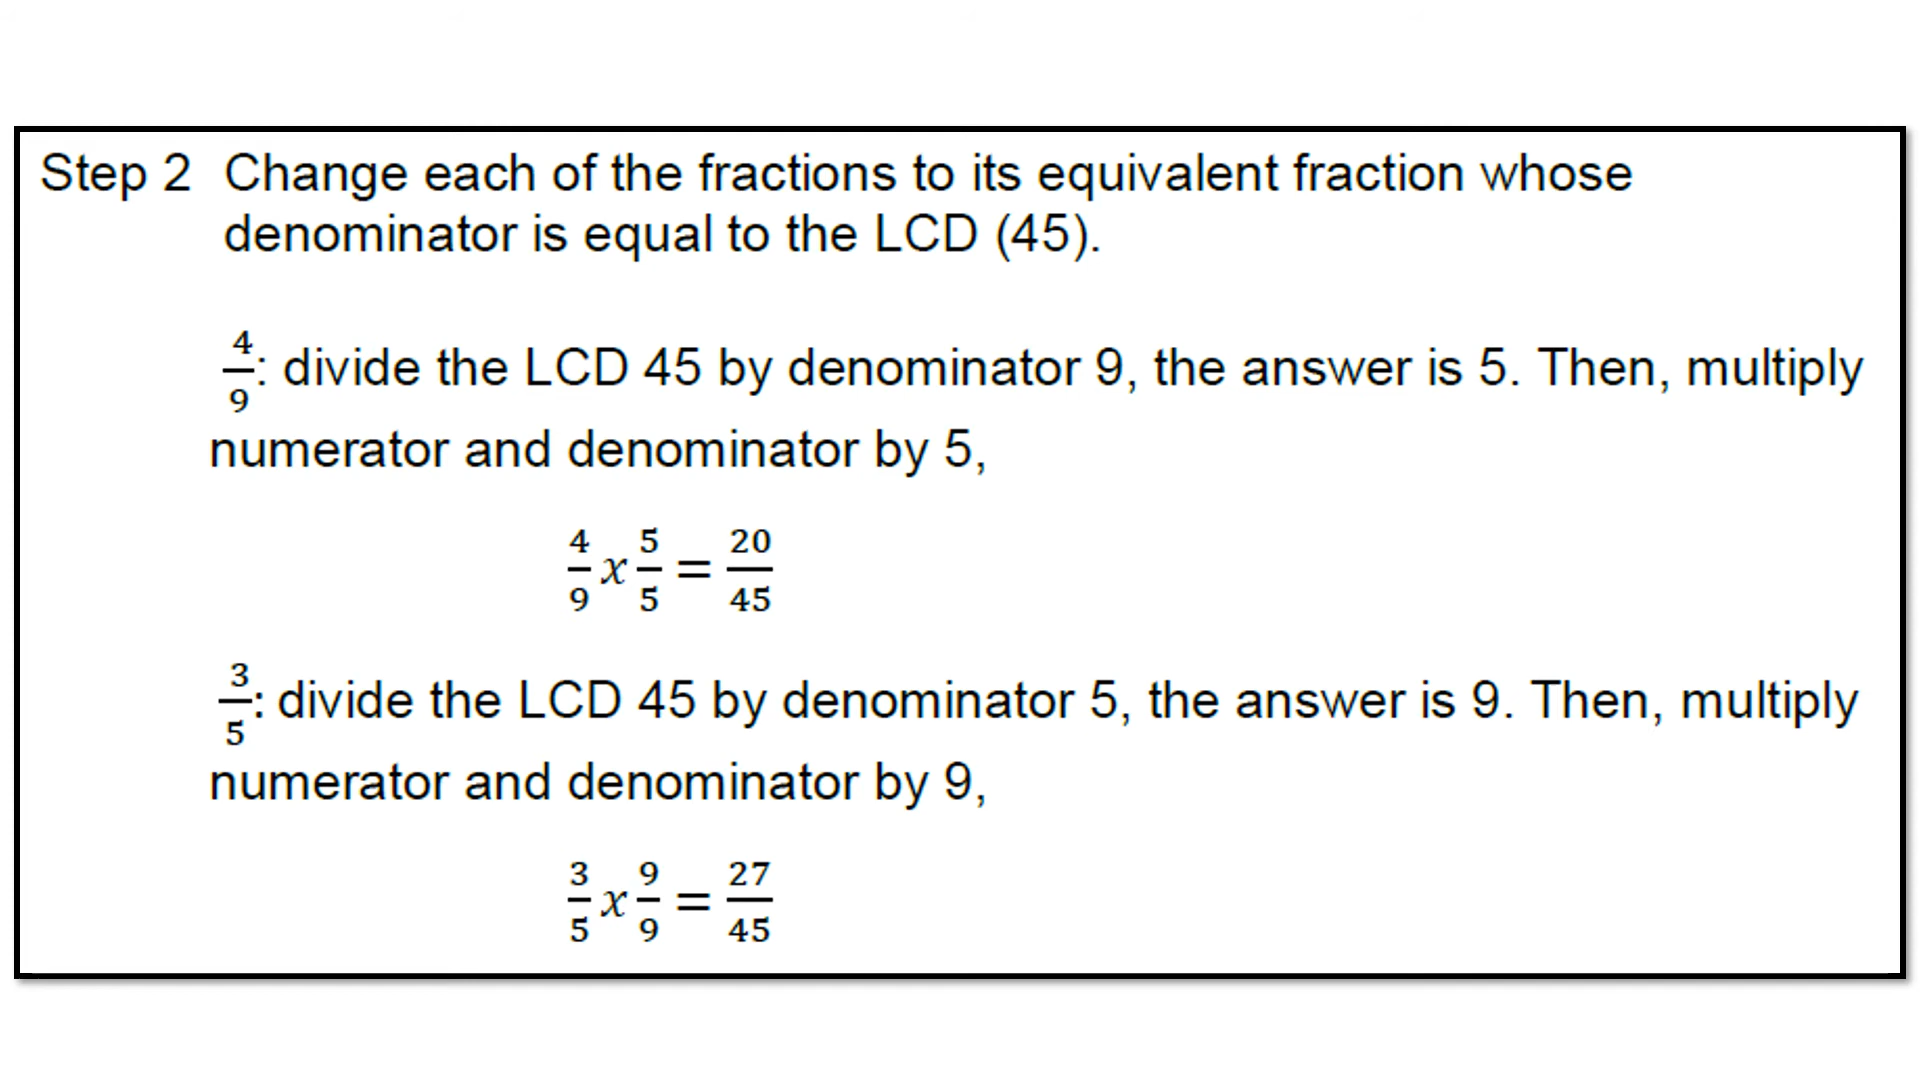 Step 2 Change each of the fractions to its equivalent fraction whose
denominator is equal to the LCD (45).
4/9: divide the LCD 45 by denominator 9, the answer is 5. Then, multiply
numerator and denominator by 5,
4/9 x 5/5 = 20/45
3/5: divide the LCD 45 by denominator 5, the answer is 9. Then, multiply
numerator and denominator by 9,
3/5 x 9/9 = 27/45